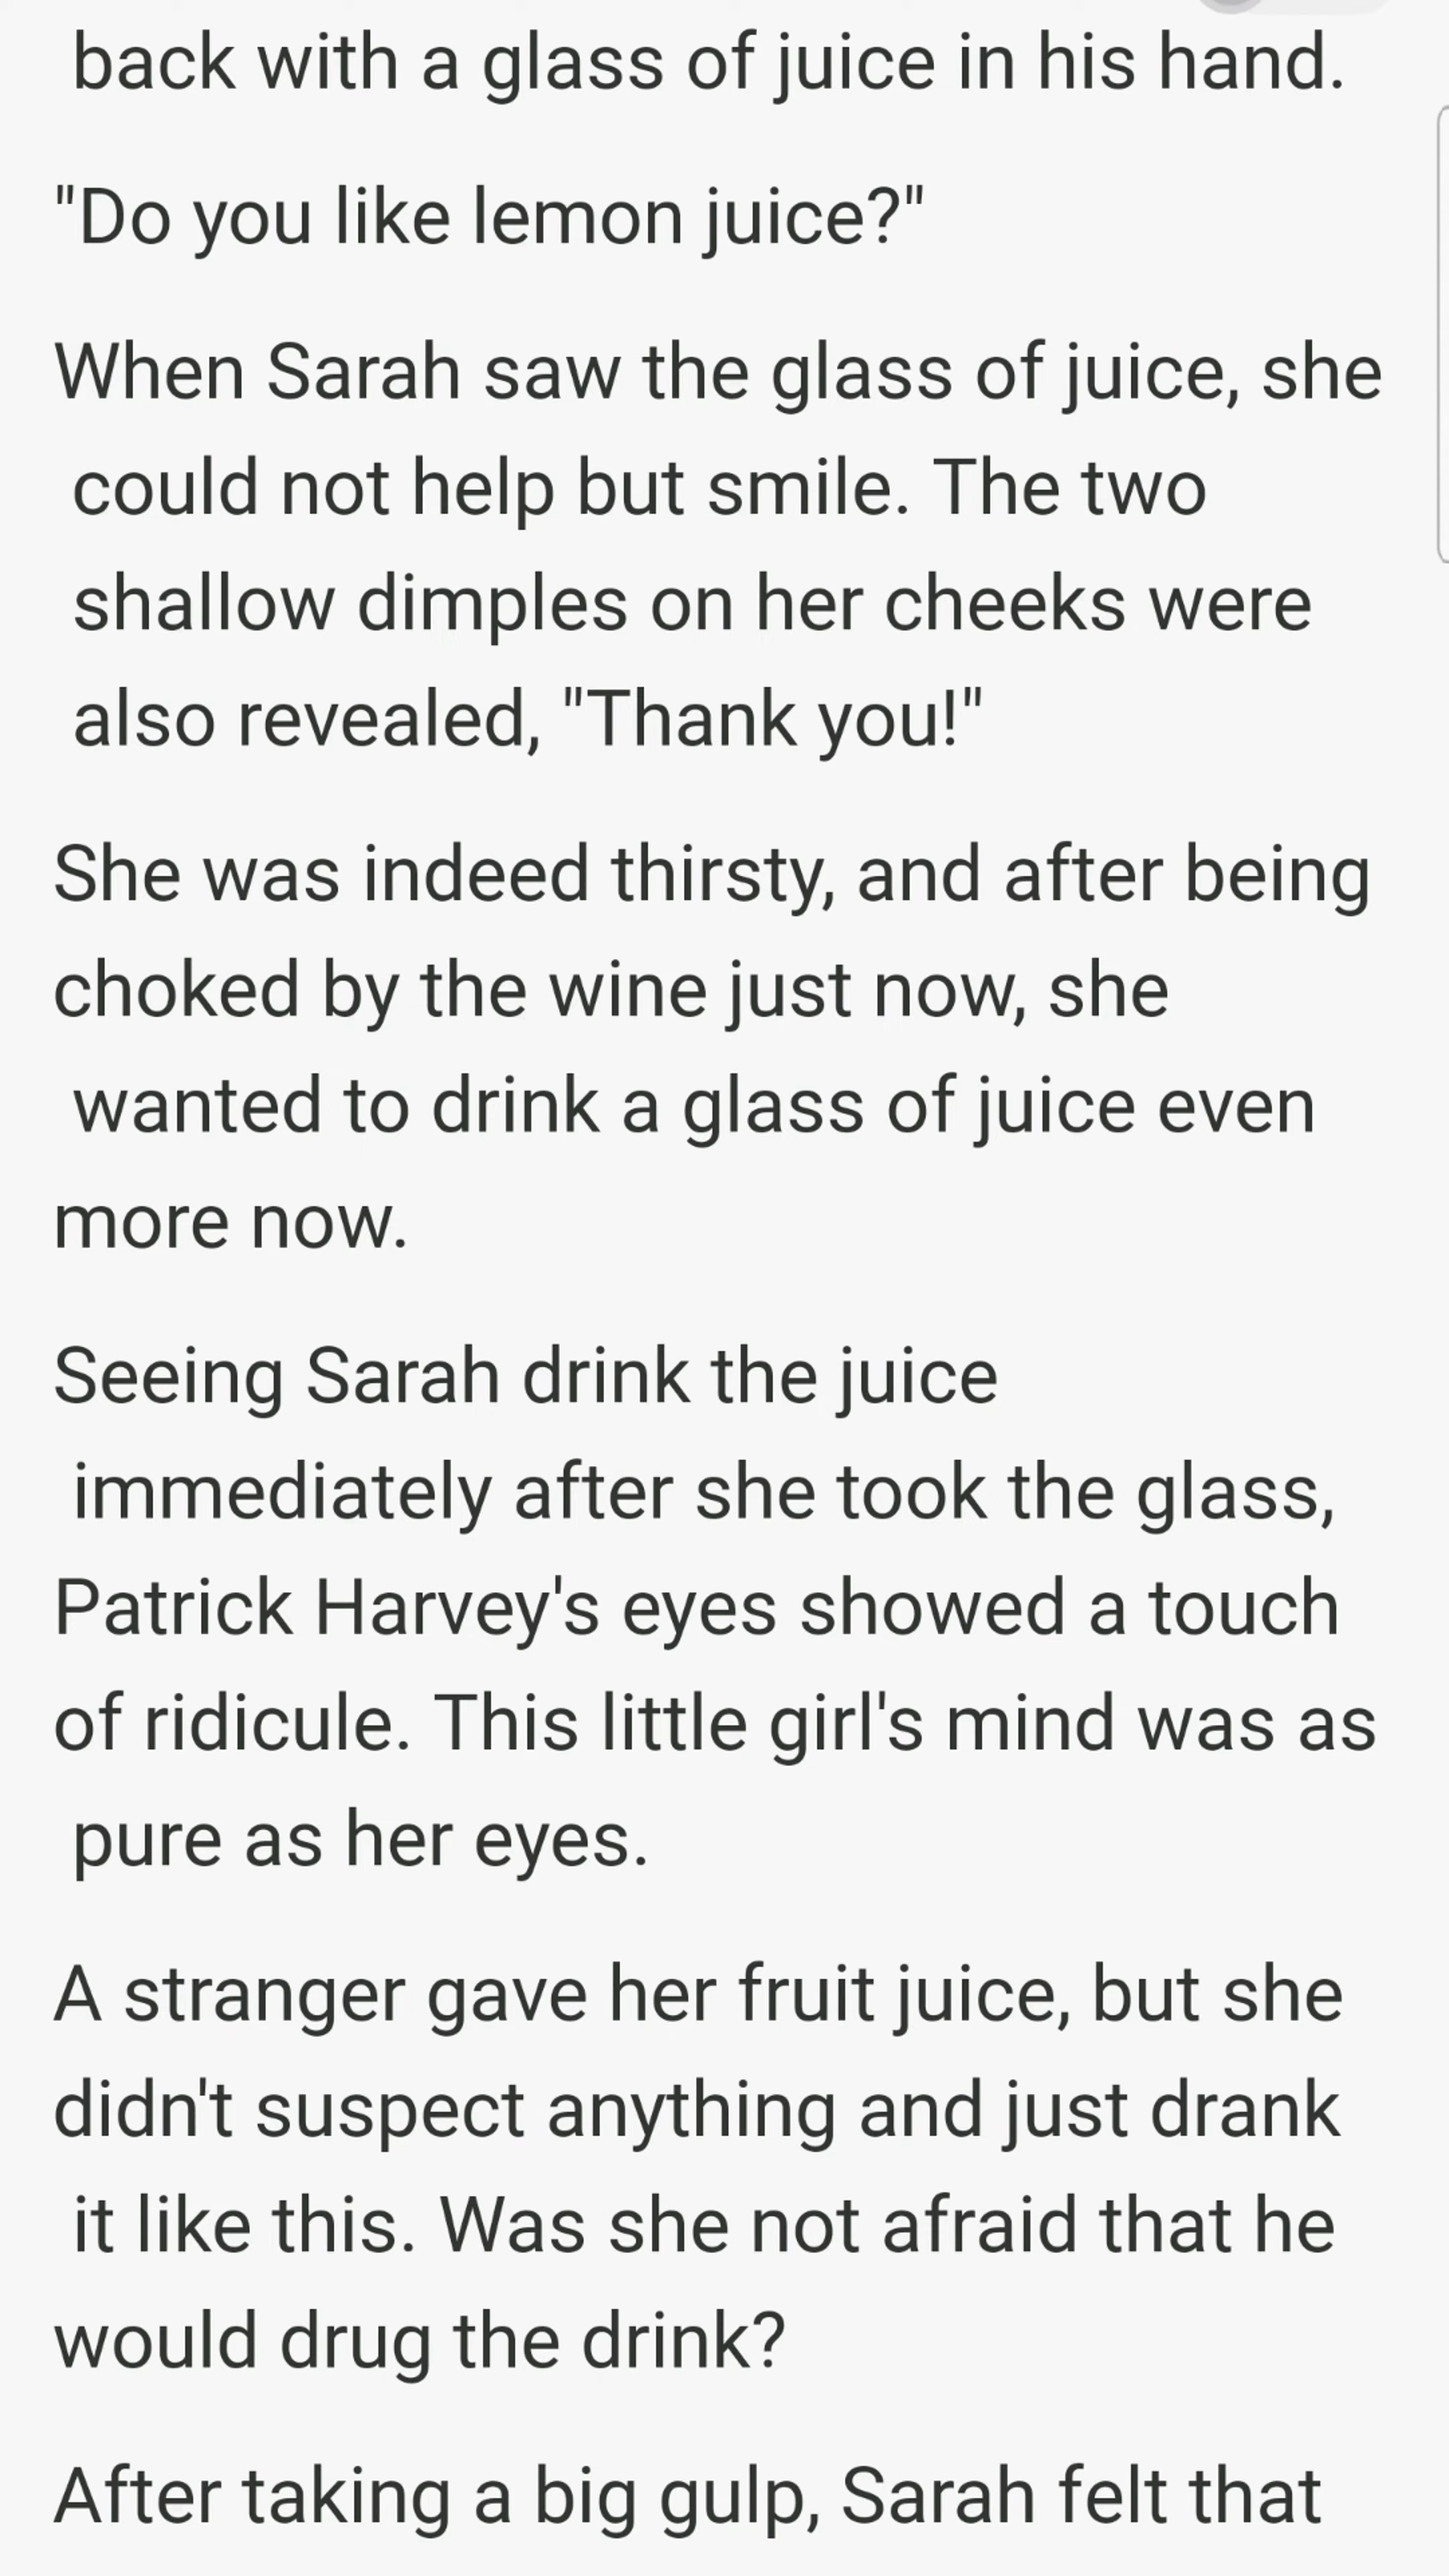 back with a glass of juice in his hand.
"Do you like lemon juice?"
When Sarah saw the glass of juice, she
could not help but smile. The two
shallow dimples on her cheeks were
also revealed, "Thank you!"
She was indeed thirsty, and after being
choked by the wine just now, she
wanted to drink a glass of juice even
more now.
Seeing Sarah drink the juice
immediately after she took the glass,
Patrick Harvey's eyes showed a touch
of ridicule. This little girl's mind was as
pure as her eyes.
A stranger gave her fruit juice, but she
didn't suspect anything and just drank
it like this. Was she not afraid that he
would drug the drink?
After taking a big gulp, Sarah felt that